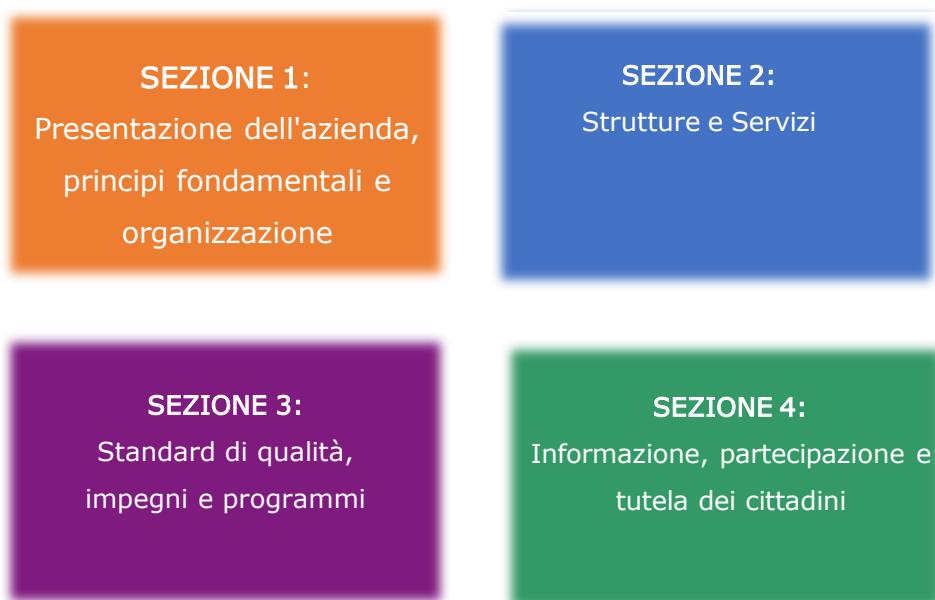 SEZIONE 1:
Presentazione dell'azienda,
principi fondamentali e
organizzazione
SEZIONE 2:
Strutture e Servizi
SEZIONE 3:
Standard di qualità,
impegni e programmi
SEZIONE 4:
Informazione, partecipazione e
tutela dei cittadini